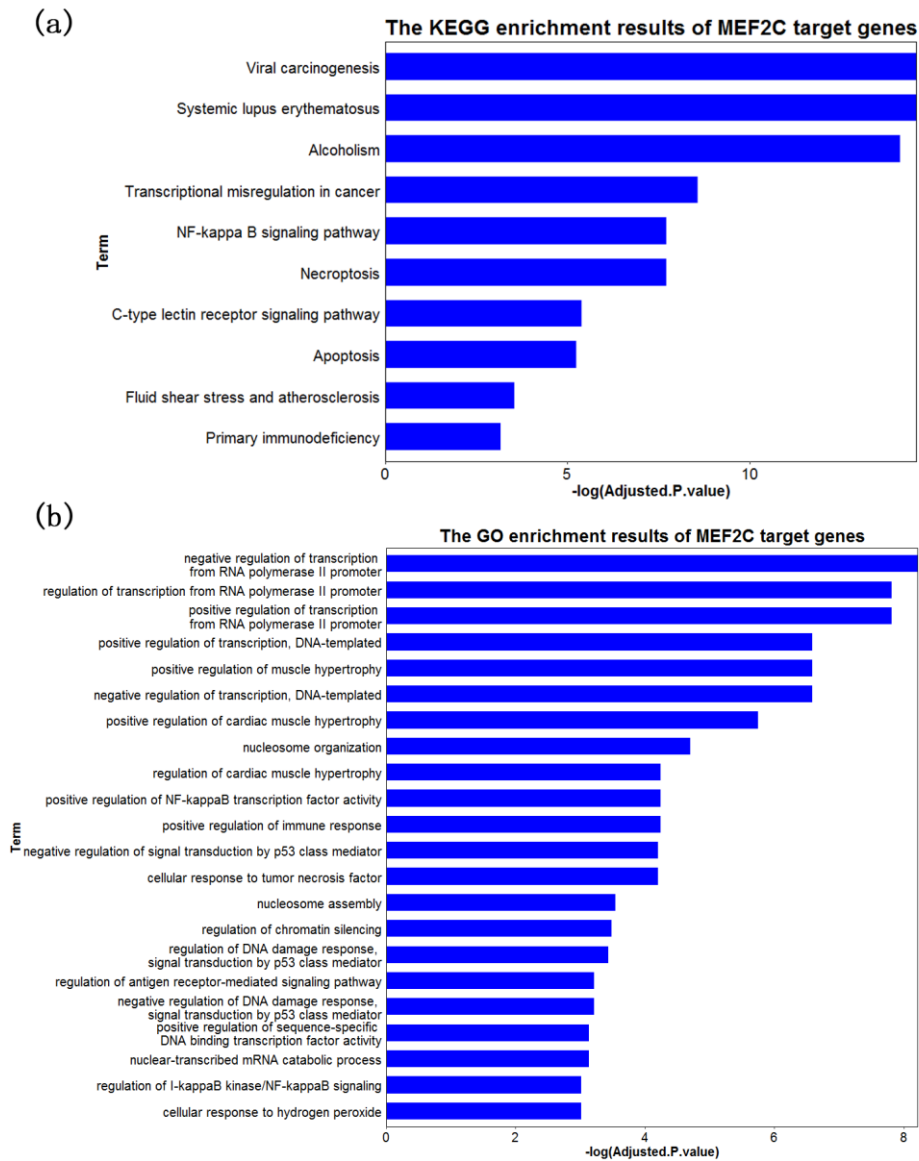 (a)
The KEGG enrichment results of MEF2C target genes
Viral carcinogenesis
Systemic lupus erythematosus
Alcoholism
Transcriptional misregulation in cancer
NF-kappa B signaling pathway
Necroptosis
C-type lectin receptor signaling pathway
Apoptosis
Fluid shear stress and atherosclerosis
Primary immunodeficiency
Term
0 5 10
-log(Adjusted.P.value)
(b)
The GO enrichment results of MEF2C target genes
negative regulation of transcription
from RNA polymerase II promoter
regulation of transcription from RNA polymerase II promoter
positive regulation of transcription
from RNA polymerase II promoter
positive regulation of transcription, DNA-templated
positive regulation of muscle hypertrophy
negative regulation of transcription, DNA-templated
positive regulation of cardiac muscle hypertrophy
nucleosome organization
regulation of cardiac muscle hypertrophy
positive regulation of NF-kappaB transcription factor activity
positive regulation of immune response
negative regulation of signal transduction by p53 class mediator
cellular response to tumor necrosis factor
nucleosome assembly
regulation of chromatin silencing
regulation of DNA damage response,
signal transduction by p53 class mediator
regulation of antigen receptor-mediated signaling pathway
negative regulation of DNA damage response,
signal transduction by p53 class mediator
positive regulation of sequence-specific
DNA binding transcription factor activity
nuclear-transcribed mRNA catabolic process
regulation of I-kappaB kinase/NF-kappaB signaling
cellular response to hydrogen peroxide
Term
0 2 4 6 8
-log(Adjusted.P.value)